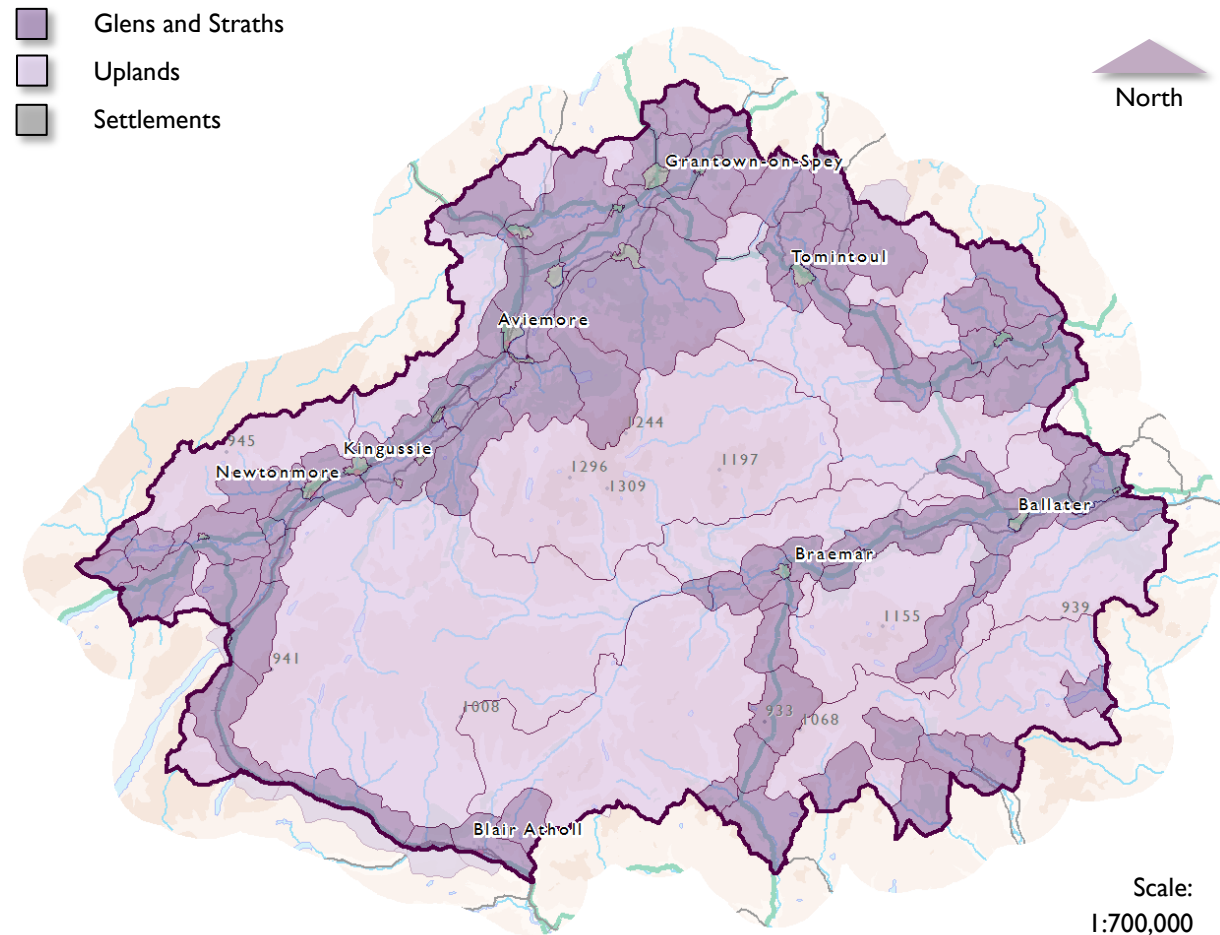 Glens and Straths
Uplands
Settlements
North
Grantown-on-Spey
Tomintoul
Aviemore
1244
945
Kingussie
1296
1197
Newtonmore
1309
Ballater
Braemar
939
1155
941
1008
933
1068
Blair Atholl
Scale:
1:700,000